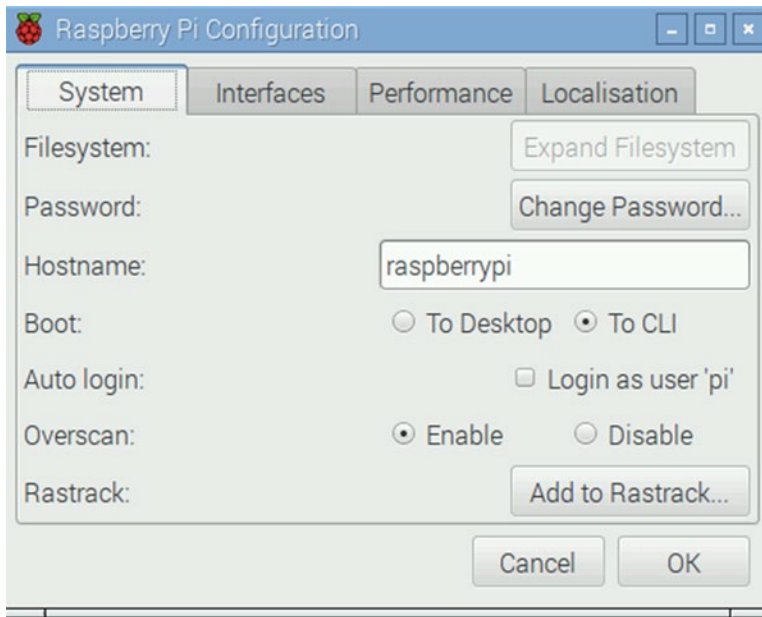 Raspberry Pi Configuration
System Interfaces Performance Localisation
Filesystem: Expand Filesystem
Password: Change Password...
Hostname: raspberrypi
Boot: To Desktop To CLI
Auto login: Login as user 'pi'
Overscan: Enable Disable
Rastrack: Add to Rastrack...
Cancel OK